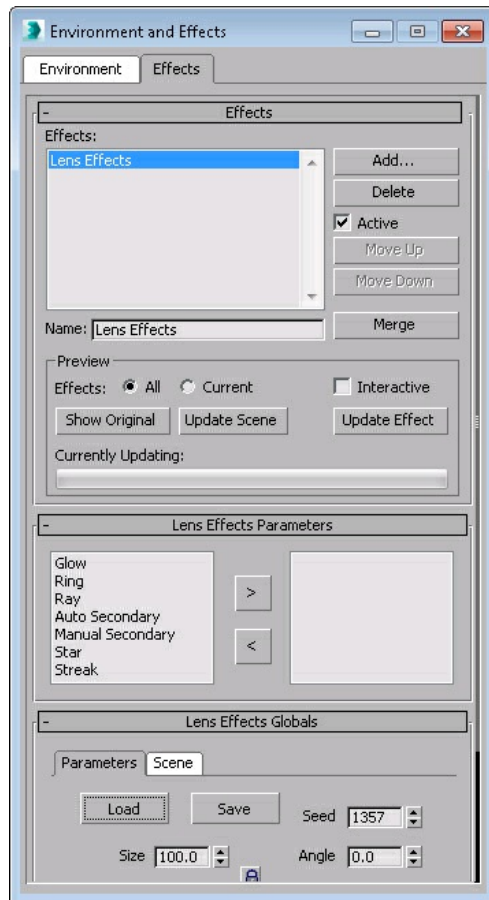 Environment and Effects
Environment Effects
- Effects
Effects:
Lens Effects
Add...
Delete
Active
Move Up
Move Down
Name: Lens Effects
Merge
Preview
Effects: All Current Interactive
Show Original Update Scene Update Effect
Currently Updating:
- Lens Effects Parameters
Glow
Ring
Ray
Auto Secondary
Manual Secondary
Star
Streak
>
<
- Lens Effects Globals
Parameters Scene
Load Save Seed 1357
Size 100.0 Angle 0.0